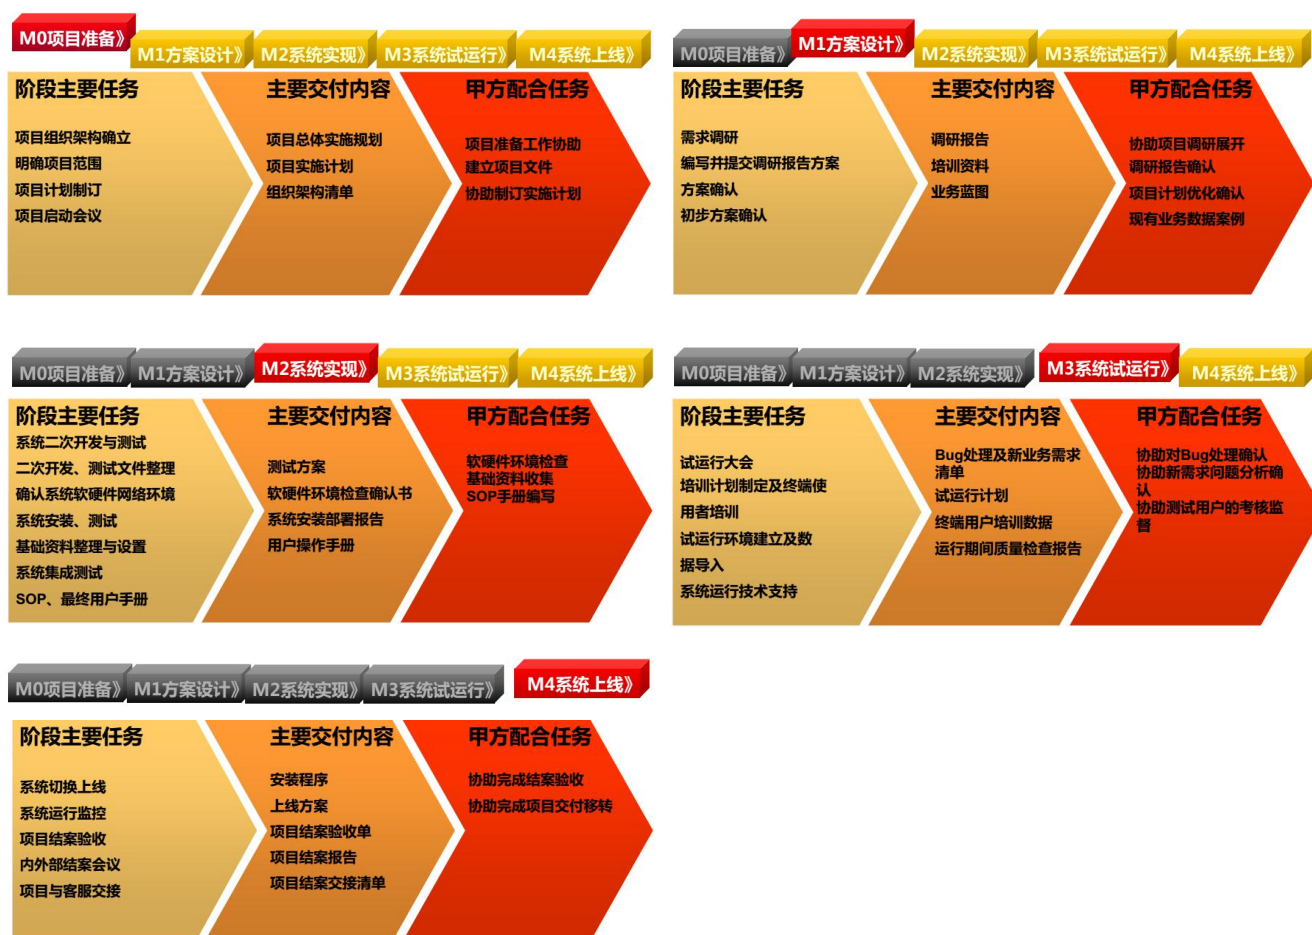 M0项目准备》
M1方案设计》
M2系统实现》
M3系统试运行》
M4系统上线》
阶段主要任务
项目组织架构确立
明确项目范围
项目计划制订
项目启动会议
主要交付内容
项目总体实施规划
项目实施计划
组织架构清单
甲方配合任务
项目准备工作协助
建立项目文件
协助制订实施计划
M0项目准备》
M1方案设计》
M2系统实现》
M3系统试运行》
M4系统上线》
阶段主要任务
需求调研
编写并提交调研报告方案
方案确认
初步方案确认
主要交付内容
调研报告
培训资料
业务蓝图
甲方配合任务
协助项目调研展开
调研报告确认
项目计划优化确认
现有业务数据案例
M0项目准备》
M1方案设计》
M2系统实现》
M3系统试运行》
M4系统上线》
阶段主要任务
系统二次开发与测试
二次开发、测试文件整理
确认系统软硬件网络环境
系统安装、测试
基础资料整理与设置
系统集成测试
SOP、最终用户手册
主要交付内容
测试方案
软硬件环境检查确认书
系统安装部署报告
用户操作手册
甲方配合任务
软硬件环境检查
基础资料收集
SOP手册编写
M0项目准备》
M1方案设计》
M2系统实现》
M3系统试运行》
M4系统上线》
阶段主要任务
试运行大会
培训计划制定及终端使
用者培训
试运行环境建立及数
据导入
系统运行技术支持
主要交付内容
Bug处理及新业务需求
清单
试运行计划
终端用户培训数据
运行期间质量检查报告
甲方配合任务
协助对Bug处理确认
协助新需求问题分析确
认
协助测试用户的考核监
督
M0项目准备》
M1方案设计》
M2系统实现》
M3系统试运行》
M4系统上线》
阶段主要任务
系统切换上线
系统运行监控
项目结案验收
内外部结案会议
项目与客服交接
主要交付内容
安装程序
上线方案
项目结案验收单
项目结案报告
项目结案交接清单
甲方配合任务
协助完成结案验收
协助完成项目交付移转